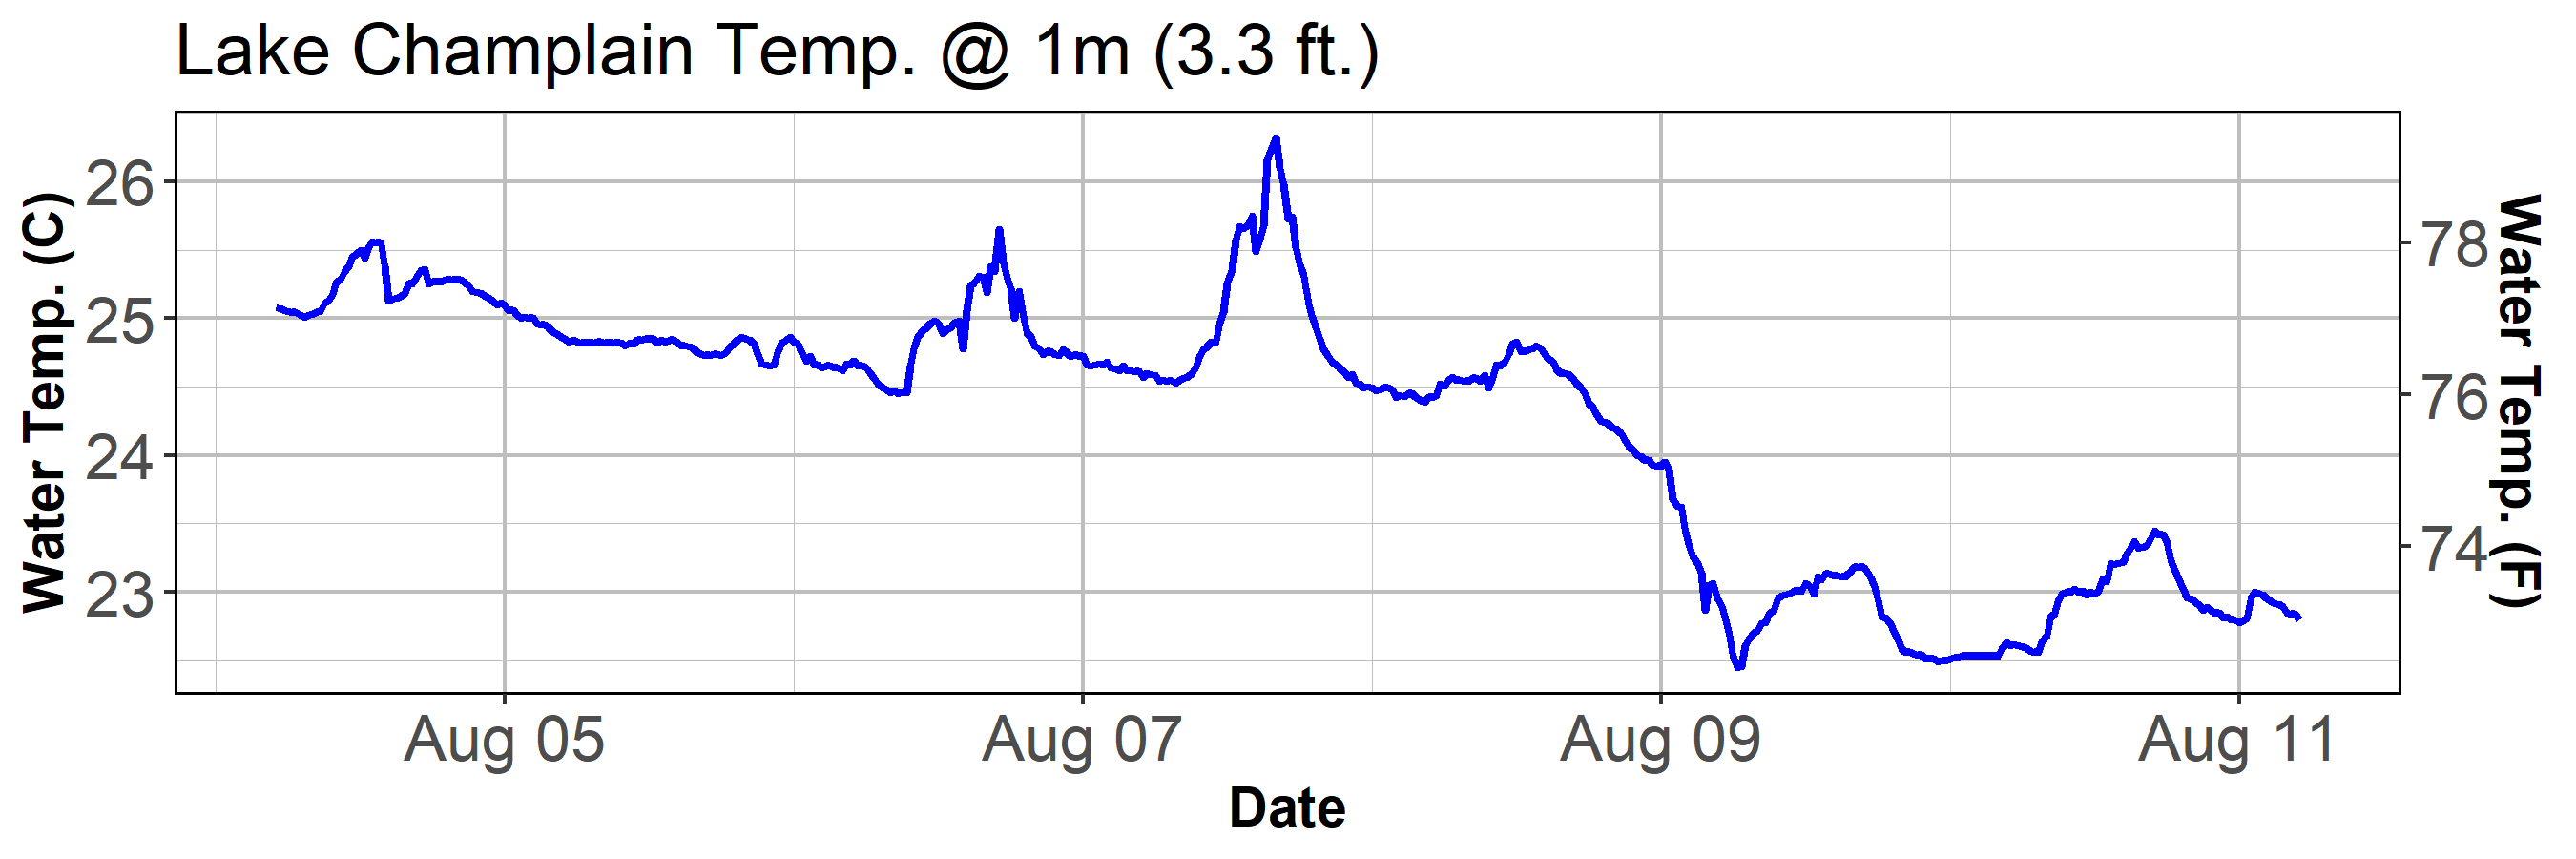 Lake Champlain Temp. @ 1m (3.3 ft.)
Water Temp. (C)
26
25
24
23
78
76
74
Water Temp. (F)
Aug 05
Aug 07
Aug 09
Aug 11
Date